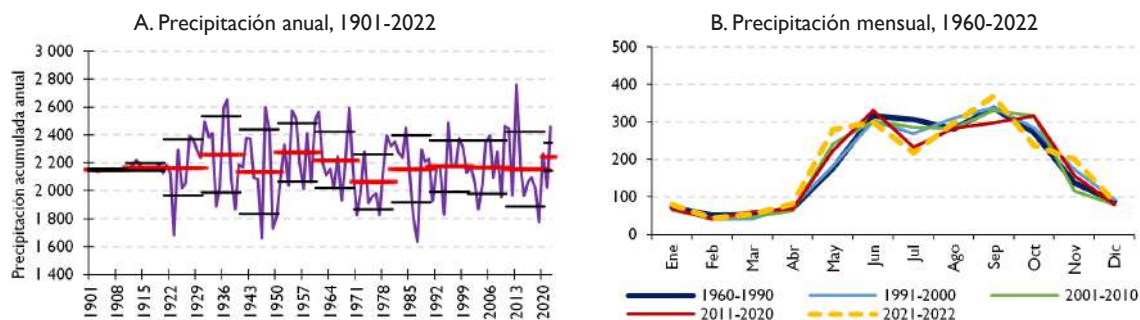 A. Precipitación anual, 1901-2022
Precipitación acumulada anual
3 000
2 800
2 600
2 400
2 200
2 000
1 800
1 600
1 400
1901
1908
1915
1922
1929
1936
1943
1950
1957
1964
1971
1978
1985
1992
1999
2006
2013
2020
B. Precipitación mensual, 1960-2022
500
400
300
200
100
0
Ene
Feb
Mar
Abr
May
Jun
Jul
Ago
Sep
Oct
Nov
Dic
1960-1990
1991-2000
2001-2010
2011-2020
2021-2022